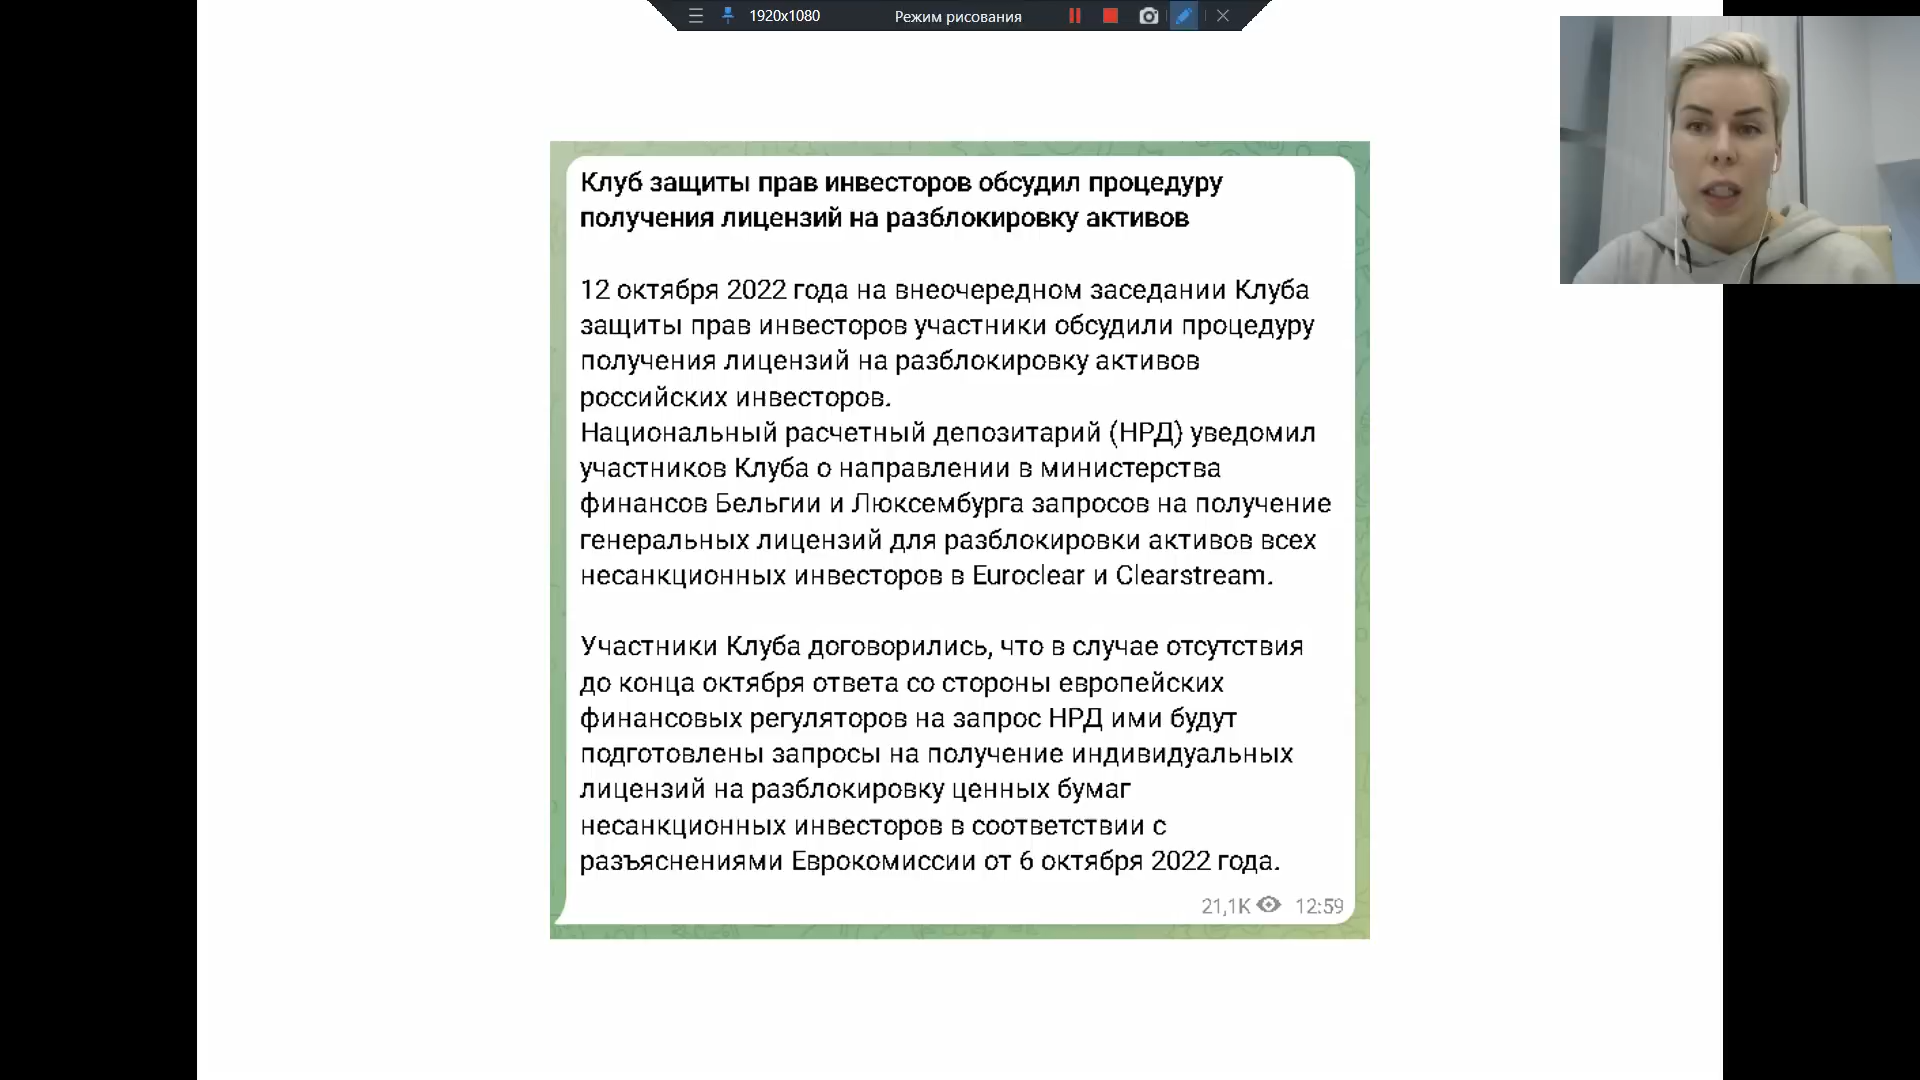 1920x1080 Режим рисования
Клуб защиты прав инвесторов обсудил процедуру
получения лицензий на разблокировку активов
12 октября 2022 года на внеочередном заседании Клуба
защиты прав инвесторов участники обсудили процедуру
получения лицензий на разблокировку активов
российских инвесторов.
Национальный расчетный депозитарий (НРД) уведомил
участников Клуба о направлении в министерства
финансов Бельгии и Люксембурга запросов на получение
генеральных лицензий для разблокировки активов всех
несанкционных инвесторов в Euroclear и Clearstream.
Участники Клуба договорились, что в случае отсутствия
до конца октября ответа со стороны европейских
финансовых регуляторов на запрос НРД ими будут
подготовлены запросы на получение индивидуальных
лицензий на разблокировку ценных бумаг
несанкционных инвесторов в соответствии с
разъяснениями Еврокомиссии от 6 октября 2022 года.
21,1K 12:59